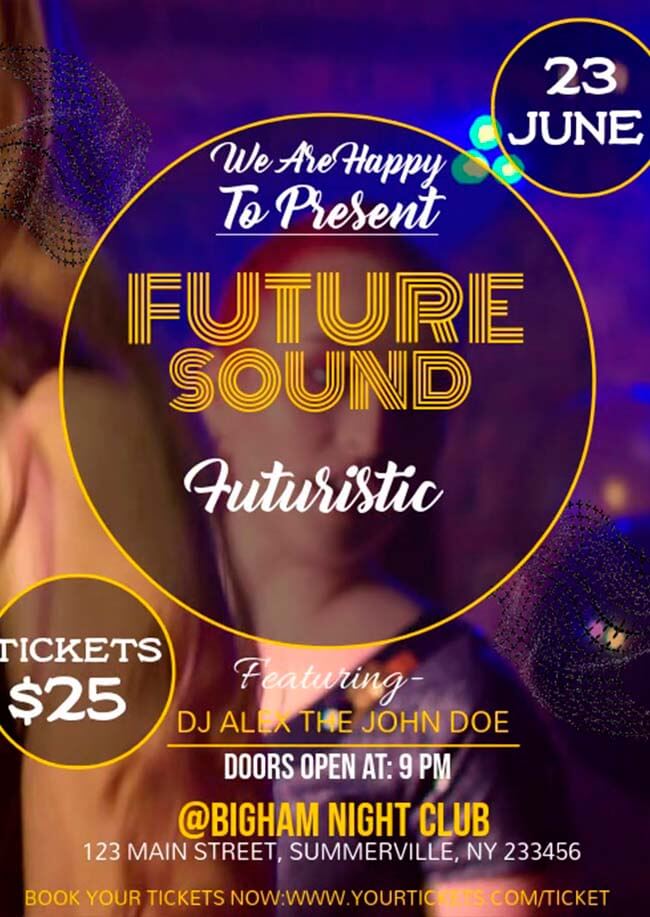 23
JUNE
We Are Happy
To Present
FUTURE
SOUND
Futuristic
TICKETS
$25
Featuring-
DJ ALEX THE JOHN DOE
DOORS OPEN AT: 9 PM
@BIGHAM NIGHT CLUB
123 MAIN STREET, SUMMERVILLE, NY 233456
BOOK YOUR TICKETS NOW:WWW.YOURTICKETS.COM/TICKET